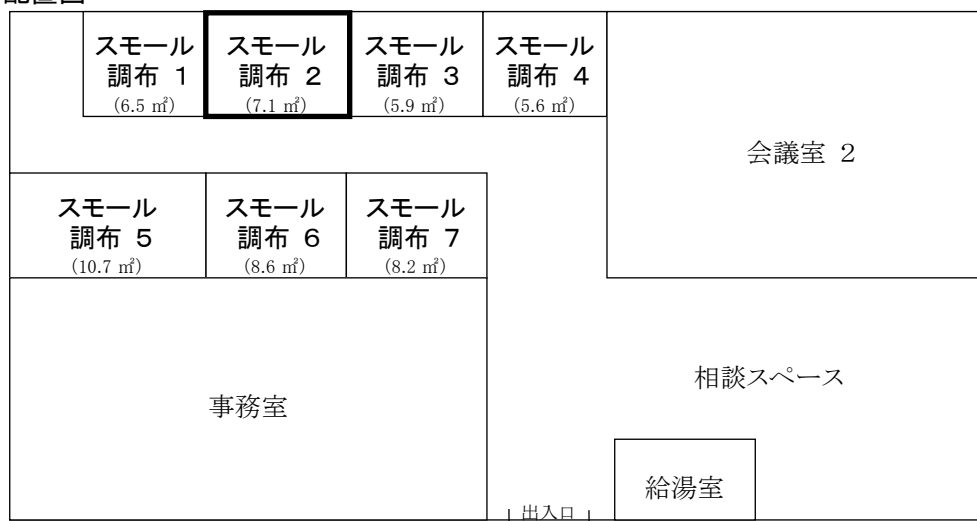 スモール
調布 1
(6.5 ㎡)
スモール
調布 2
(7.1 ㎡)
スモール
調布 3
(5.9 ㎡)
スモール
調布 4
(5.6 ㎡)
会議室 2
スモール
調布 5
(10.7 ㎡)
スモール
調布 6
(8.6 ㎡)
スモール
調布 7
(8.2 ㎡)
相談スペース
事務室
給湯室
出入口